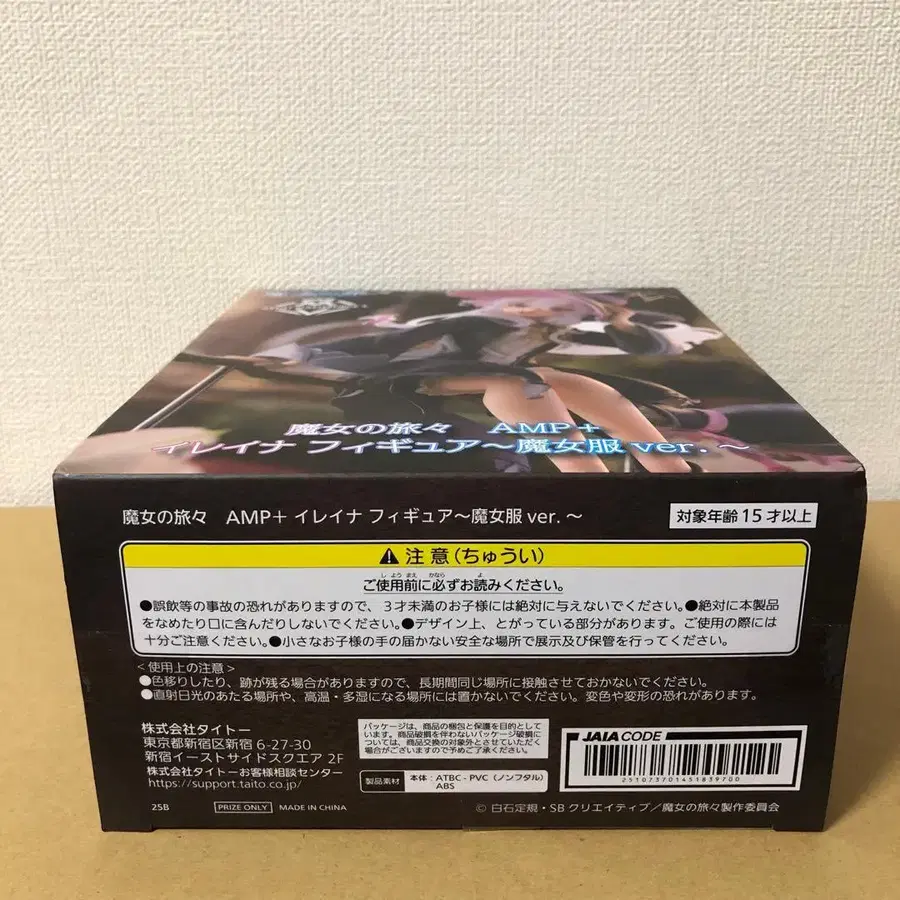 魔女の旅々 AMP+
イレイナ フィギュア~魔女服 ver. ~
魔女の旅々 AMP+ イレイナ フィギュア~魔女服 ver. ~
対象年齢 15 才以上
⚠ 注意(ちゅうい)
しようまえ かなら よ
ご使用前に必ずお読みください。
●誤飲等の事故の恐れがありますので、3才未満のお子様には絶対に与えないでください。●絶対に本製品
をなめたり口に含んだりしないでください。●デザイン上、とがっている部分があります。ご使用の際には
十分ご注意ください。●小さなお子様の手の届かない安全な場所で展示及び保管を行ってください。
<使用上の注意>
●色移りしたり、跡が残る場合がありますので、長期間同じ場所に接触させておかないでください。
●直射日光のあたる場所や、高温・多湿になる場所には置かないでください。変色や変形の恐れがあります。
株式会社タイトー
東京都新宿区新宿 6-27-30
新宿イーストサイドスクエア 2F
株式会社タイトーお客様相談センター
https://support.taito.co.jp/
パッケージは、商品の梱包と保護を目的としてい
ます。商品破損を伴わないパッケージ破損に
ついては、商品交換の対象外とさせていただく
場合がございますので予めご了承ください。
製品素材
本体:ATBC-PVC(ノンフタル)
ABS
JAIA CODE
251073701451839700
25B
PRIZE ONLY
MADE IN CHINA
© 白石定規・SB クリエイティブ/魔女の旅々製作委員会